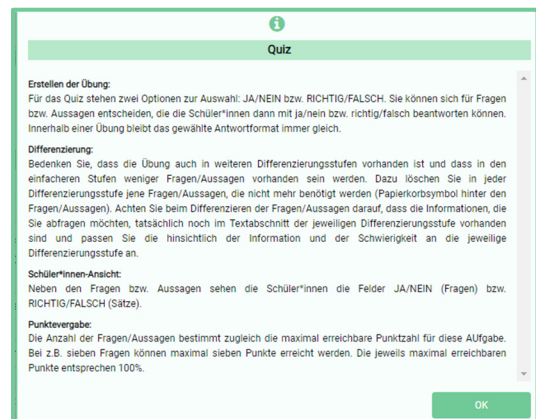 Quiz
Erstellen der Übung:
Für das Quiz stehen zwei Optionen zur Auswahl: JA/NEIN bzw. RICHTIG/FALSCH. Sie können sich für Fragen
bzw. Aussagen entscheiden, die die Schüler*innen dann mit ja/nein bzw. richtig/falsch beantworten können.
Innerhalb einer Übung bleibt das gewählte Antwortformat immer gleich.
Differenzierung:
Bedenken Sie, dass die Übung auch in weiteren Differenzierungsstufen vorhanden ist und dass in den
einfacheren Stufen weniger Fragen/Aussagen vorhanden sein werden. Dazu löschen Sie in jeder
Differenzierungsstufe jene Fragen/Aussagen, die nicht mehr benötigt werden (Papierkorbsymbol hinter den
Fragen/Aussagen). Achten Sie beim Differenzieren der Fragen/Aussagen darauf, dass die Informationen, die
Sie abfragen möchten, tatsächlich noch im Textabschnitt der jeweiligen Differenzierungsstufe vorhanden
sind und passen Sie die hinsichtlich der Information und der Schwierigkeit an die jeweilige
Differenzierungsstufe an.
Schüler*innen-Ansicht:
Neben den Fragen bzw. Aussagen sehen die Schüler*innen die Felder JA/NEIN (Fragen) bzw.
RICHTIG/FALSCH (Sätze).
Punktevergabe:
Die Anzahl der Fragen/Aussagen bestimmt zugleich die maximal erreichbare Punktzahl für diese AUfgabe.
Bei z.B. sieben Fragen können maximal sieben Punkte erreicht werden. Die jeweils maximal erreichbaren
Punkte entsprechen 100%.
OK